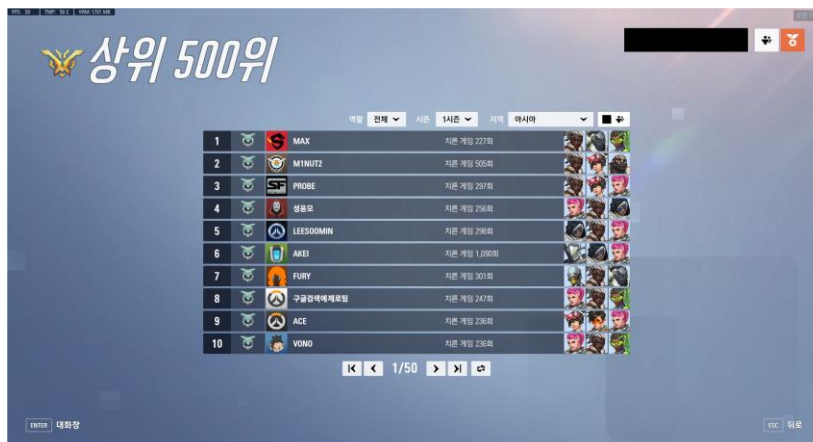 FPS: 60 TMP: 56 C VRM: 1701 MB
상위 500위
역할 전체 시즌 1시즌 지역 아시아
1 MAX 치른 게임 227회
2 M1NUT2 치른 게임 505회
3 PROBE 치른 게임 297회
4 성윤모 치른 게임 256회
5 LEESOOMIN 치른 게임 298회
6 AKEI 치른 게임 1,090회
7 FURY 치른 게임 301회
8 구글검색에제로팀 치른 게임 247회
9 ACE 치른 게임 236회
10 VONO 치른 게임 236회
1/50
ENTER 대화창
ESC 뒤로